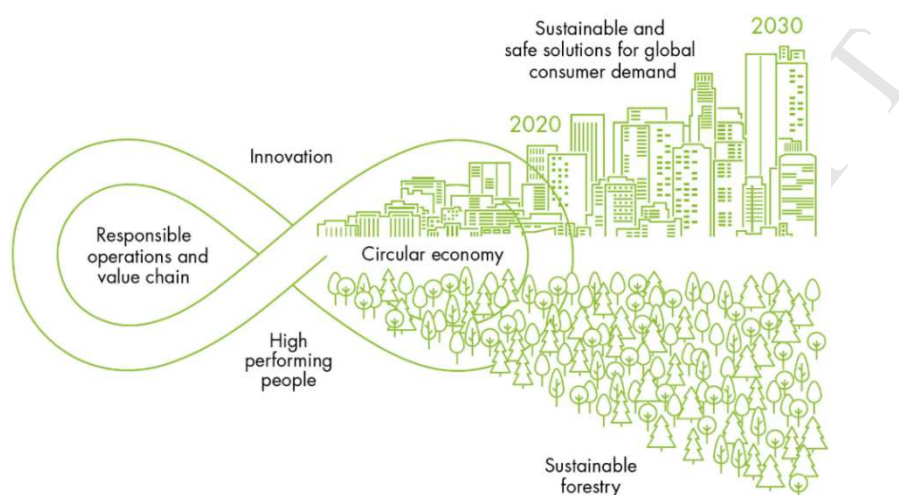 2030
Sustainable and
safe solutions for global
consumer demand
2020
Innovation
Responsible
operations and
value chain
Circular economy
High
performing
people
Sustainable
forestry